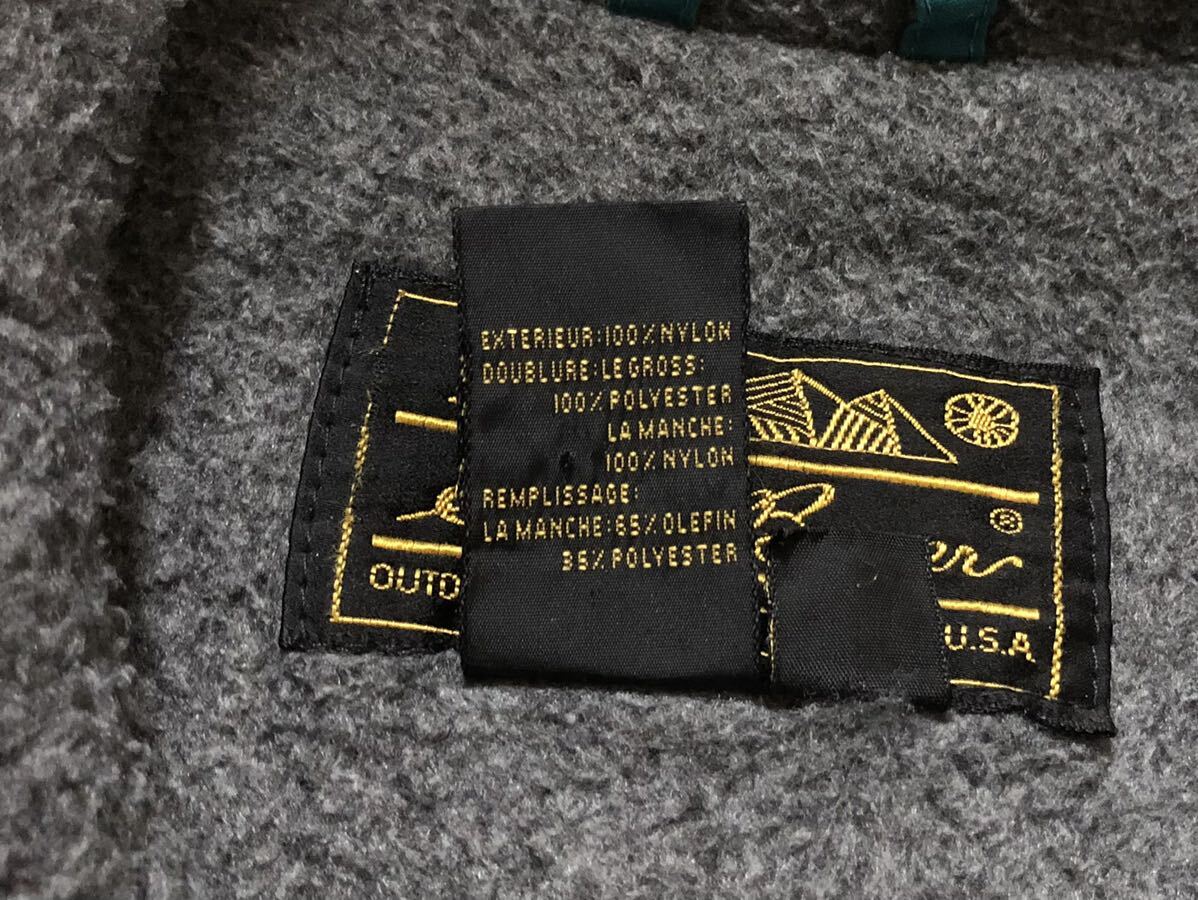 EXTERIEUR: 100% NYLON
DOUBLURE: LE GROSS:
100% POLYESTER
LA MANCHE:
100% NYLON
REMPLISSAGE:
LA MANCHE: 65% OLEFIN
35% POLYESTER
®
U.S.A.